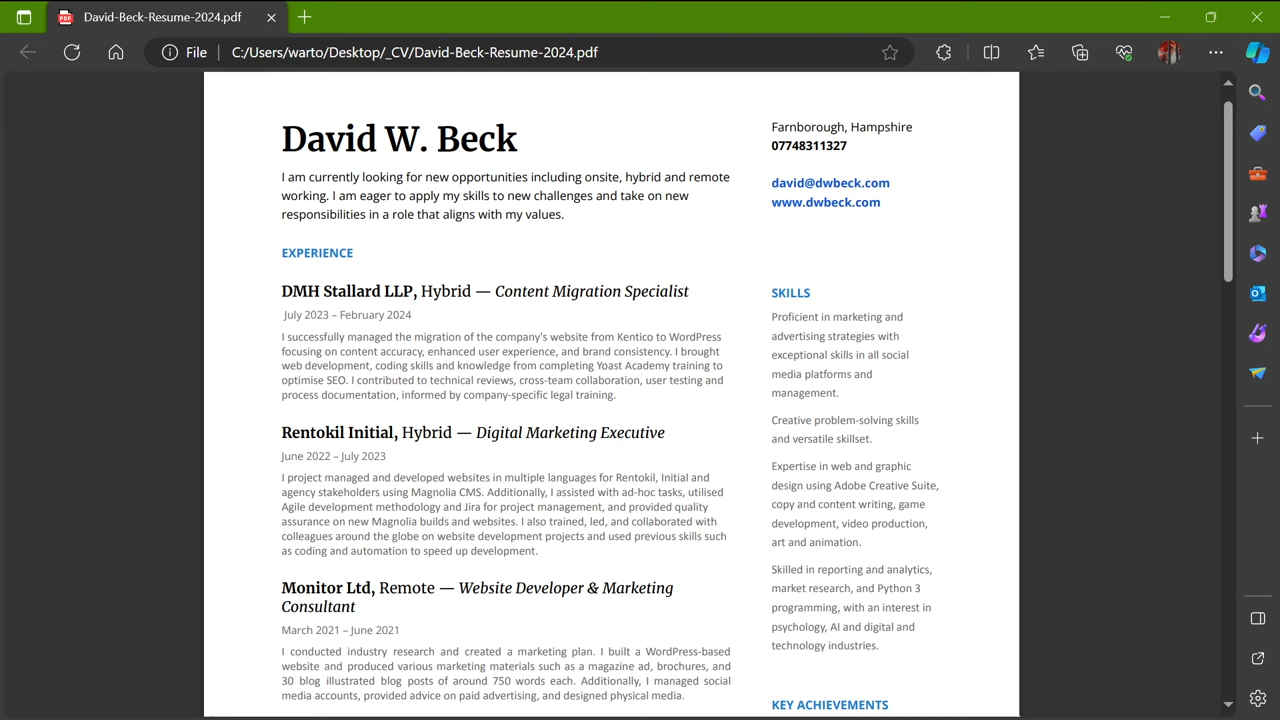 David-Beck-Resume-2024.pdf
File
C:/Users/warto/Desktop/_CV/David-Beck-Resume-2024.pdf
David W. Beck
I am currently looking for new opportunities including onsite, hybrid and remote
working. I am eager to apply my skills to new challenges and take on new
responsibilities in a role that aligns with my values.
EXPERIENCE
DMH Stallard LLP, Hybrid — Content Migration Specialist
July 2023 – February 2024
I successfully managed the migration of the company's website from Kentico to WordPress
focusing on content accuracy, enhanced user experience, and brand consistency. I brought
web development, coding skills and knowledge from completing Yoast Academy training to
optimise SEO. I contributed to technical reviews, cross-team collaboration, user testing and
process documentation, informed by company-specific legal training.
Rentokil Initial, Hybrid — Digital Marketing Executive
June 2022 – July 2023
I project managed and developed websites in multiple languages for Rentokil, Initial and
agency stakeholders using Magnolia CMS. Additionally, I assisted with ad-hoc tasks, utilised
Agile development methodology and Jira for project management, and provided quality
assurance on new Magnolia builds and websites. I also trained, led, and collaborated with
colleagues around the globe on website development projects and used previous skills such
as coding and automation to speed up development.
Monitor Ltd, Remote — Website Developer & Marketing
Consultant
March 2021 – June 2021
I conducted industry research and created a marketing plan. I built a WordPress-based
website and produced various marketing materials such as a magazine ad, brochures, and
30 blog illustrated blog posts of around 750 words each. Additionally, I managed social
media accounts, provided advice on paid advertising, and designed physical media.
Farnborough, Hampshire
07748311327
david@dwbeck.com
www.dwbeck.com
SKILLS
Proficient in marketing and
advertising strategies with
exceptional skills in all social
media platforms and
management.
Creative problem-solving skills
and versatile skillset.
Expertise in web and graphic
design using Adobe Creative Suite,
copy and content writing, game
development, video production,
art and animation.
Skilled in reporting and analytics,
market research, and Python 3
programming, with an interest in
psychology, AI and digital and
technology industries.
KEY ACHIEVEMENTS